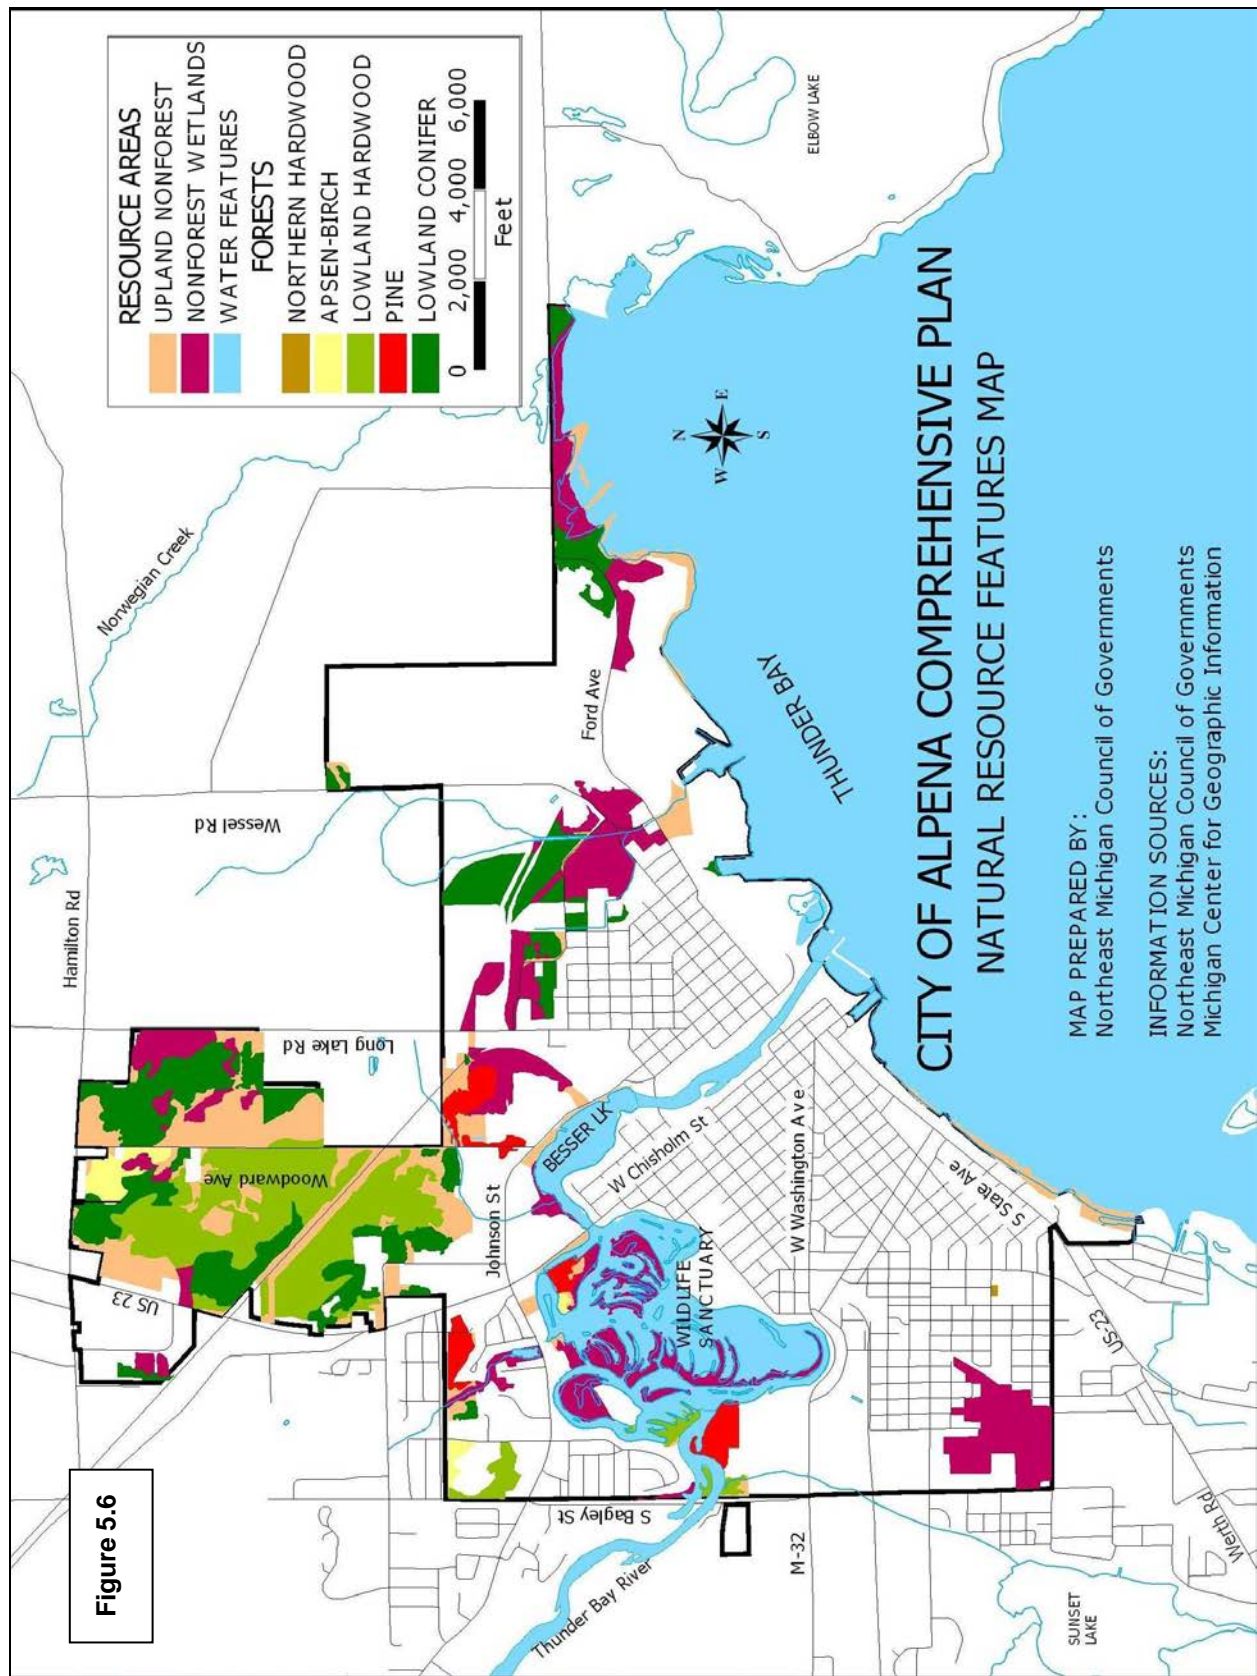 Figure 5.6
RESOURCE AREAS
UPLAND NONFOREST
NONFOREST WETLANDS
WATER FEATURES
FORESTS
NORTHERN HARDWOOD
APSEN-BIRCH
LOWLAND HARDWOOD
PINE
LOWLAND CONIFER
0 2,000 4,000 6,000
Feet
Hamilton Rd
Norwegian Creek
Wessel Rd
Long Lake Rd
Woodward Ave
US 23
Johnson St
Ford Ave
ELBOW LAKE
N
W E
S
BESSER LK
W Chisholm St
W Washington Ave
WILDLIFE
SANCTUARY
S State Ave
S Bagley St
Thunder Bay River
M-32
US-23
Werth Rd
SUNSET
LAKE
THUNDER BAY
CITY OF ALPENA COMPREHENSIVE PLAN
NATURAL RESOURCE FEATURES MAP
MAP PREPARED BY:
Northeast Michigan Council of Governments
INFORMATION SOURCES:
Northeast Michigan Council of Governments
Michigan Center for Geographic Information